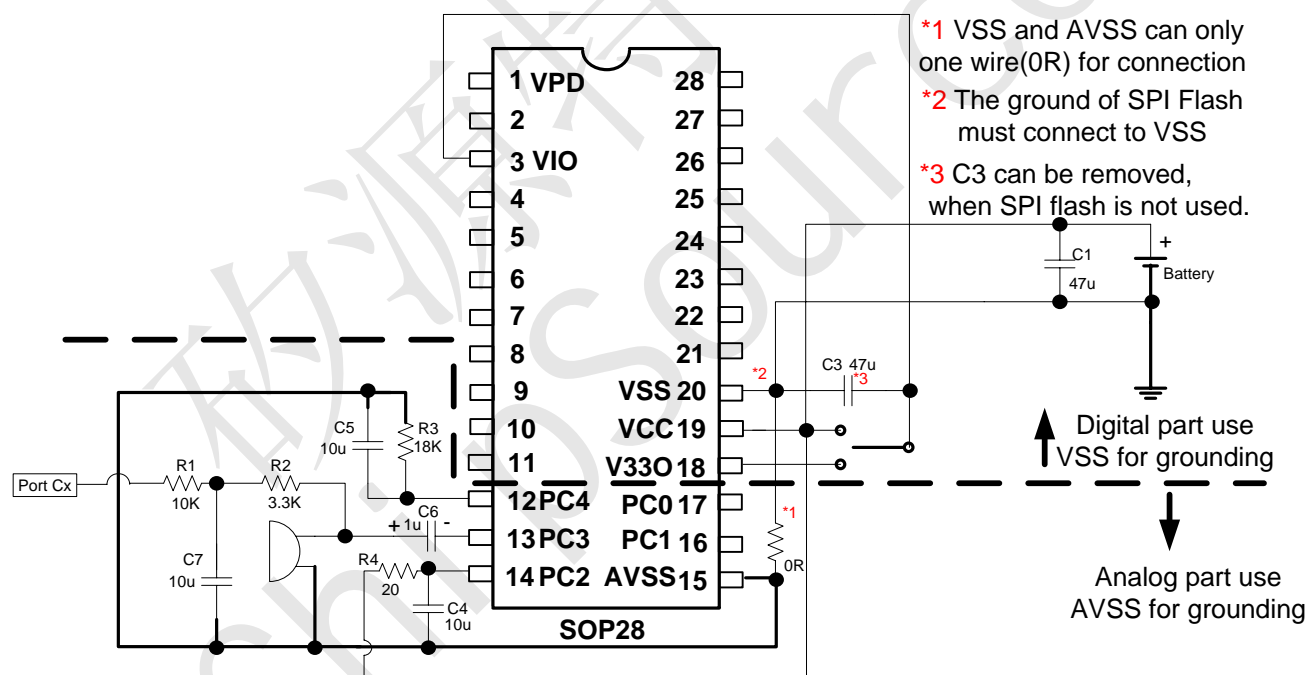 *1 VSS and AVSS can only
one wire(0R) for connection
*2 The ground of SPI Flash
must connect to VSS
*3 C3 can be removed,
when SPI flash is not used.
1 VPD
2
3 VIO
4
5
6
7
8
9
10
11
12 PC4
13 PC3
14 PC2
28
27
26
25
24
23
22
21
VSS 20
VCC 19
V33O 18
PC0 17
PC1 16
AVSS 15
SOP28
C1
47u
+
Battery
*2
C3 47u
*3
*1
0R
Digital part use
VSS for grounding
Analog part use
AVSS for grounding
Port Cx
R1
10K
R2
3.3K
C5
10u
R3
18K
C6
+ 1u -
C7
10u
R4
20
C4
10u
矽源特
ChipSourc